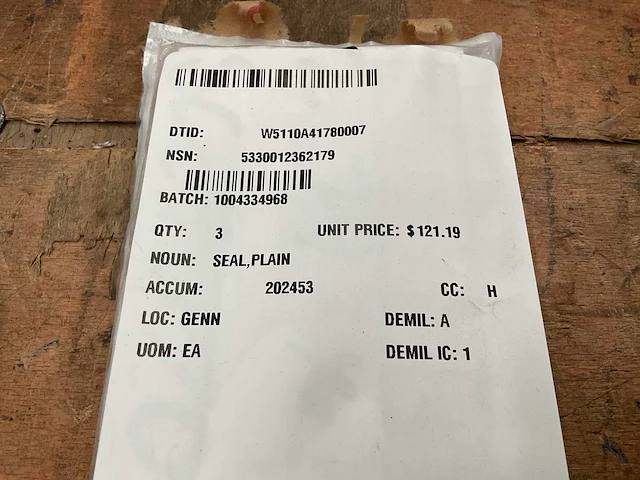 DTID: W5110A41780007
NSN: 5330012362179
BATCH: 1004334968
QTY: 3 UNIT PRICE: $121.19
NOUN: SEAL,PLAIN
ACCUM: 202453 CC: H
LOC: GENN DEMIL: A
UOM: EA DEMIL IC: 1